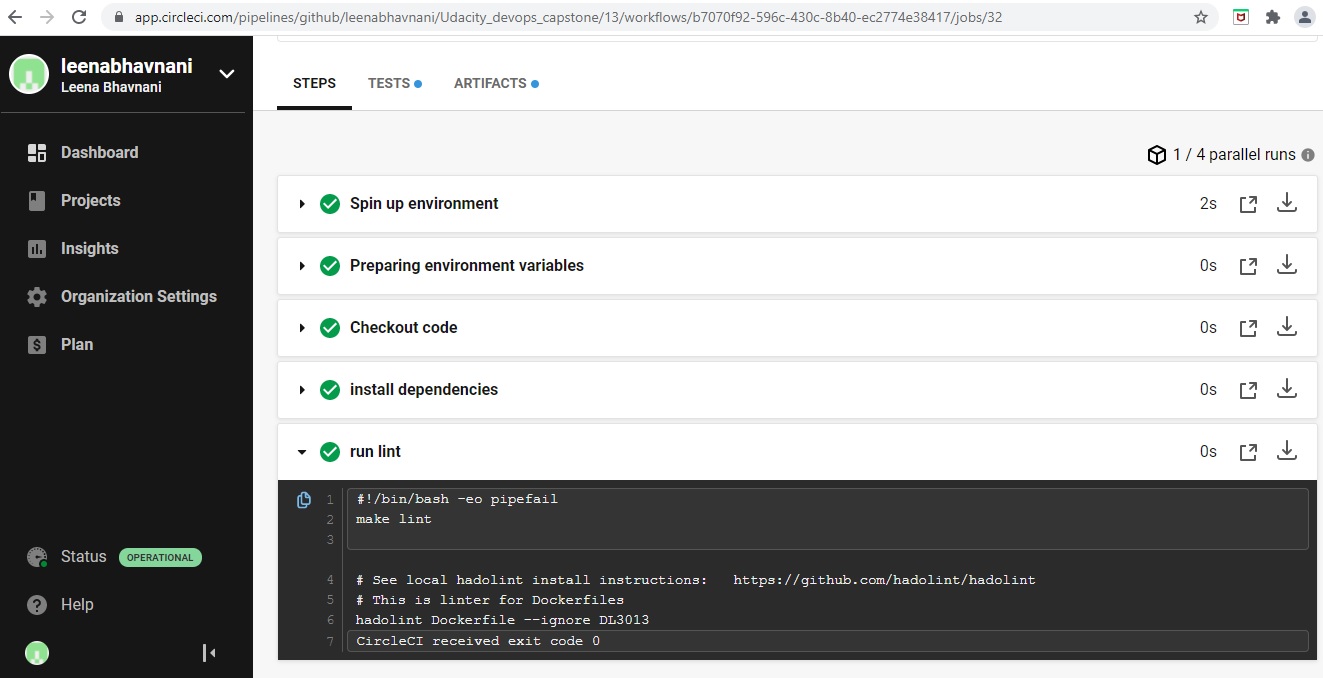 app.circleci.com/pipelines/github/leenabhavnani/Udacity_devops_capstone/13/workflows/b7070f92-596c-430c-8b40-ec2774e38417/jobs/32
leenabhavnani
Leena Bhavnani
Dashboard
Projects
Insights
Organization Settings
Plan
Status OPERATIONAL
Help
STEPS TESTS ARTIFACTS
1 / 4 parallel runs
Spin up environment 2s
Preparing environment variables 0s
Checkout code 0s
install dependencies 0s
run lint 0s
1 #!/bin/bash -eo pipefail
2 make lint
3
4 # See local hadolint install instructions: https://github.com/hadolint/hadolint
5 # This is linter for Dockerfiles
6 hadolint Dockerfile --ignore DL3013
7 CircleCI received exit code 0